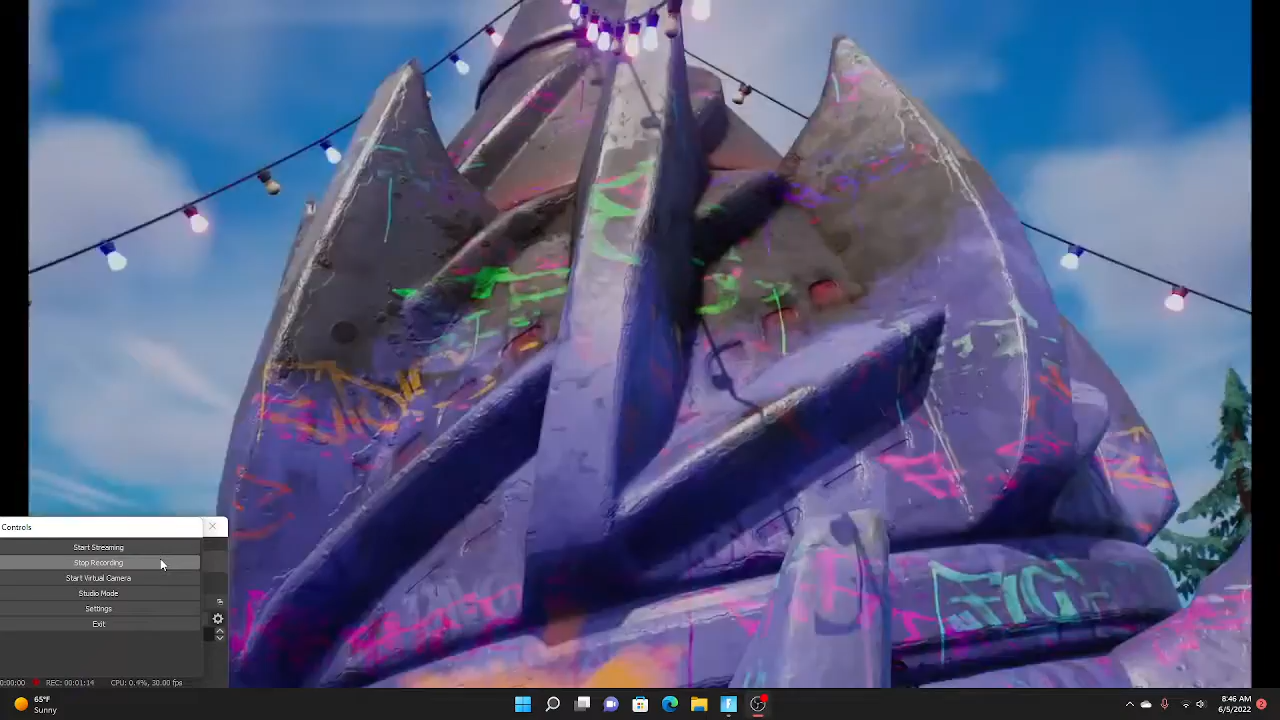 Controls
Start Streaming
Stop Recording
Start Virtual Camera
Studio Mode
Settings
Exit
REC: 00:01:14
CPU: 0.4%, 30.00 fps
65°F
Sunny
8:46 AM
6/5/2022
2